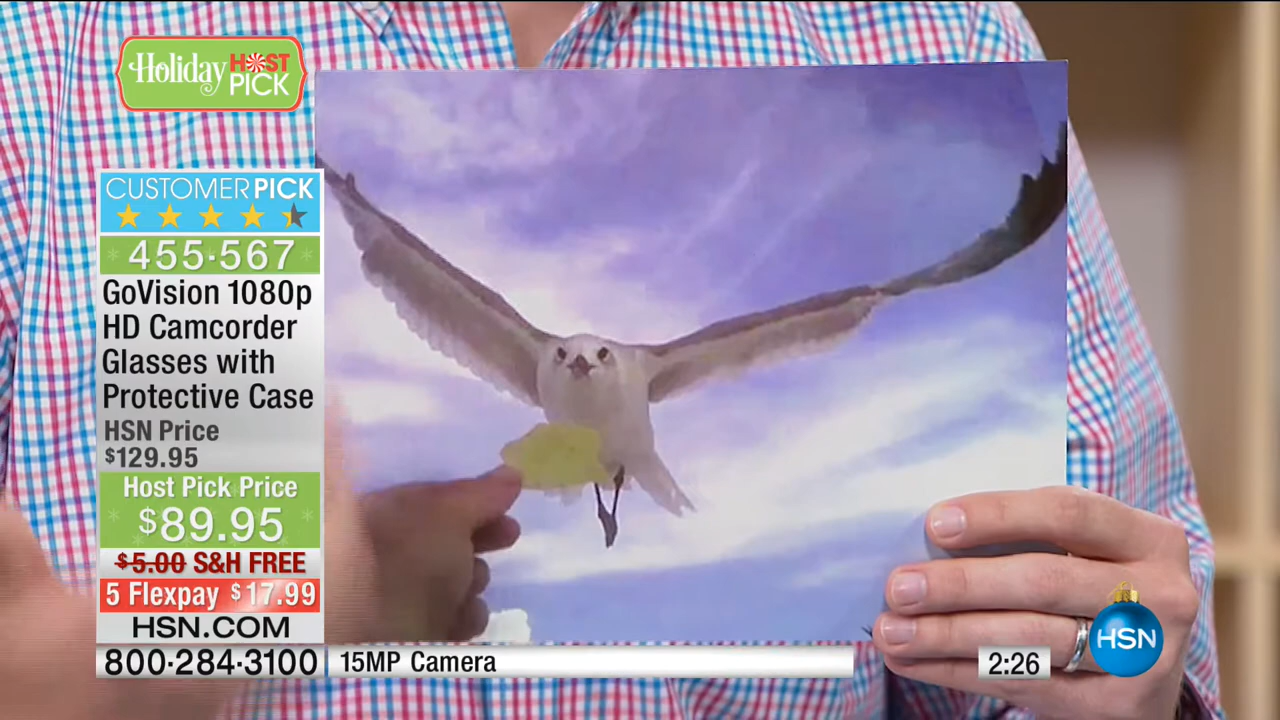 Holiday HOST
PICK
CUSTOMERPICK
455·567
GoVision 1080p
HD Camcorder
Glasses with
Protective Case
HSN Price
$129.95
Host Pick Price
$89.95
$5.00 S&H FREE
5 Flexpay $17.99
HSN.COM
800·284·3100
15MP Camera
2:26
HSN